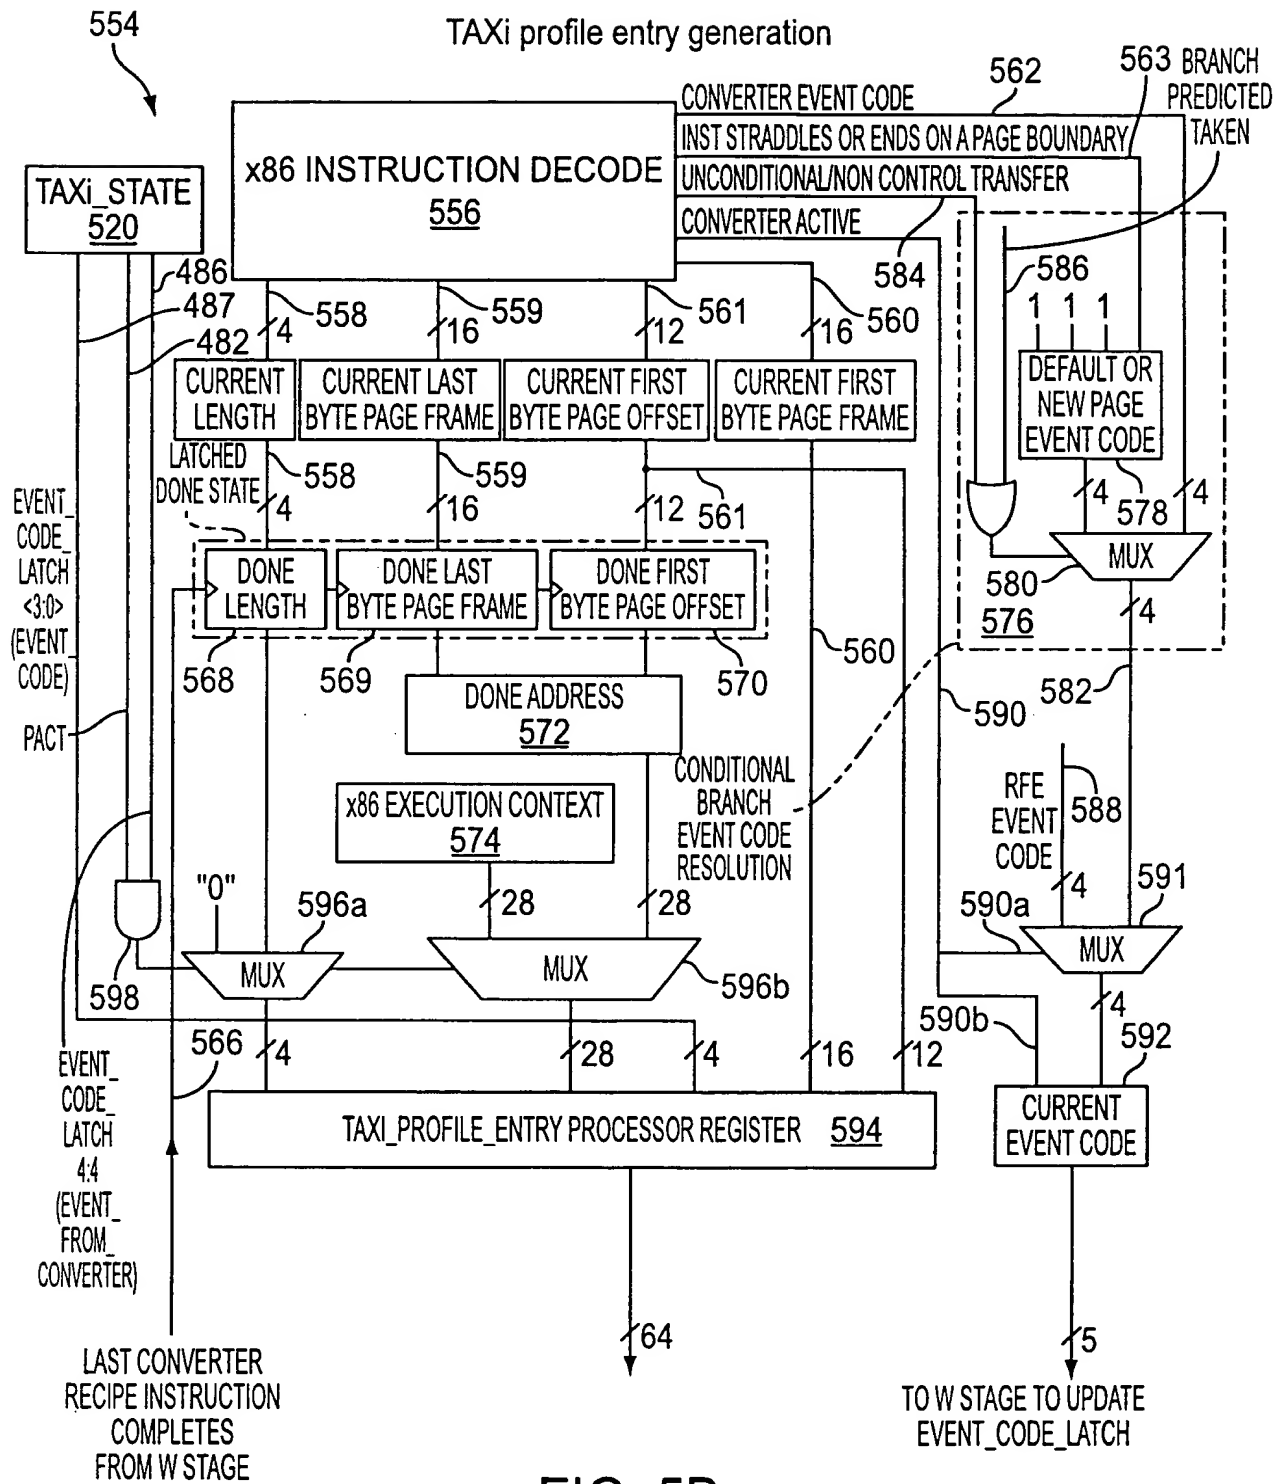 554
TAXi profile entry generation
562
563
BRANCH
PREDICTED
TAKEN
CONVERTER EVENT CODE
INST STRADDLES OR ENDS ON A PAGE BOUNDARY
UNCONDITIONAL/NON CONTROL TRANSFER
CONVERTER ACTIVE
x86 INSTRUCTION DECODE
556
TAXi_STATE
520
584
586
486
487
482
558
559
561
560
4
16
12
16
1 1 1
CURRENT
LENGTH
CURRENT LAST
BYTE PAGE FRAME
CURRENT FIRST
BYTE PAGE OFFSET
CURRENT FIRST
BYTE PAGE FRAME
DEFAULT OR
NEW PAGE
EVENT CODE
LATCHED
DONE STATE
558
559
561
4
16
12
4
578
4
EVENT_
CODE_
LATCH
<3:0>
(EVENT_
CODE)
PACT
DONE
LENGTH
DONE LAST
BYTE PAGE FRAME
DONE FIRST
BYTE PAGE OFFSET
MUX
580
4
576
568
569
570
560
582
590
DONE ADDRESS
572
CONDITIONAL
BRANCH
EVENT CODE
RESOLUTION
x86 EXECUTION CONTEXT
574
RFE
EVENT
CODE
588
4
"0"
596a
28
28
590a
591
MUX
MUX
MUX
598
596b
4
590b
592
566
4
28
4
16
12
EVENT_
CODE_
LATCH
4:4
(EVENT_
FROM_
CONVERTER)
TAXI_PROFILE_ENTRY PROCESSOR REGISTER 594
CURRENT
EVENT CODE
64
5
LAST CONVERTER
RECIPE INSTRUCTION
COMPLETES
FROM W STAGE
TO W STAGE TO UPDATE
EVENT_CODE_LATCH